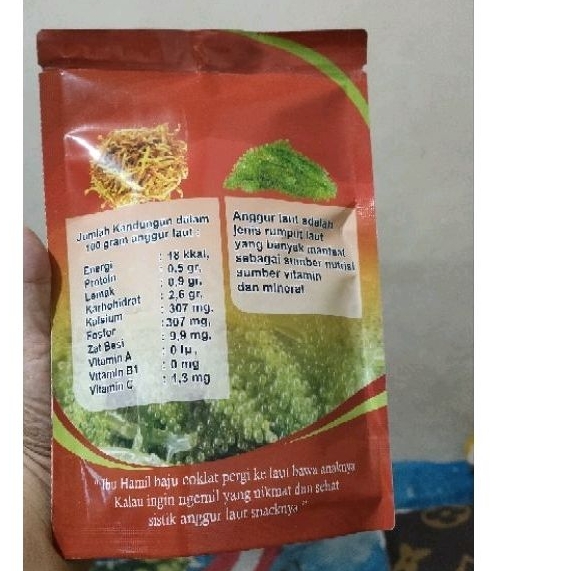 Jumlah Kandungan dalam
100 gram anggur laut :
Energi : 18 kkal,
Protein : 0,5 gr,
Lemak : 0,9 gr,
Karbohidrat : 2,6 gr,
Kalsium : 307 mg.
Fosfor : 307 mg,
Zat Besi : 9,9 mg.
Vitamin A : 0 Iµ,
Vitamin B1 : 0 mg
Vitamin C : 1,3 mg
Anggur laut adalah
jenis rumput laut
yang banyak manfaat
sebagai sumber nutrisi
sumber vitamin
dan mineral
"Ibu Hamil baju coklat pergi ke laut bawa anaknya
Kalau ingin ngemil yang nikmat dan sehat
sistik anggur laut snacknya"